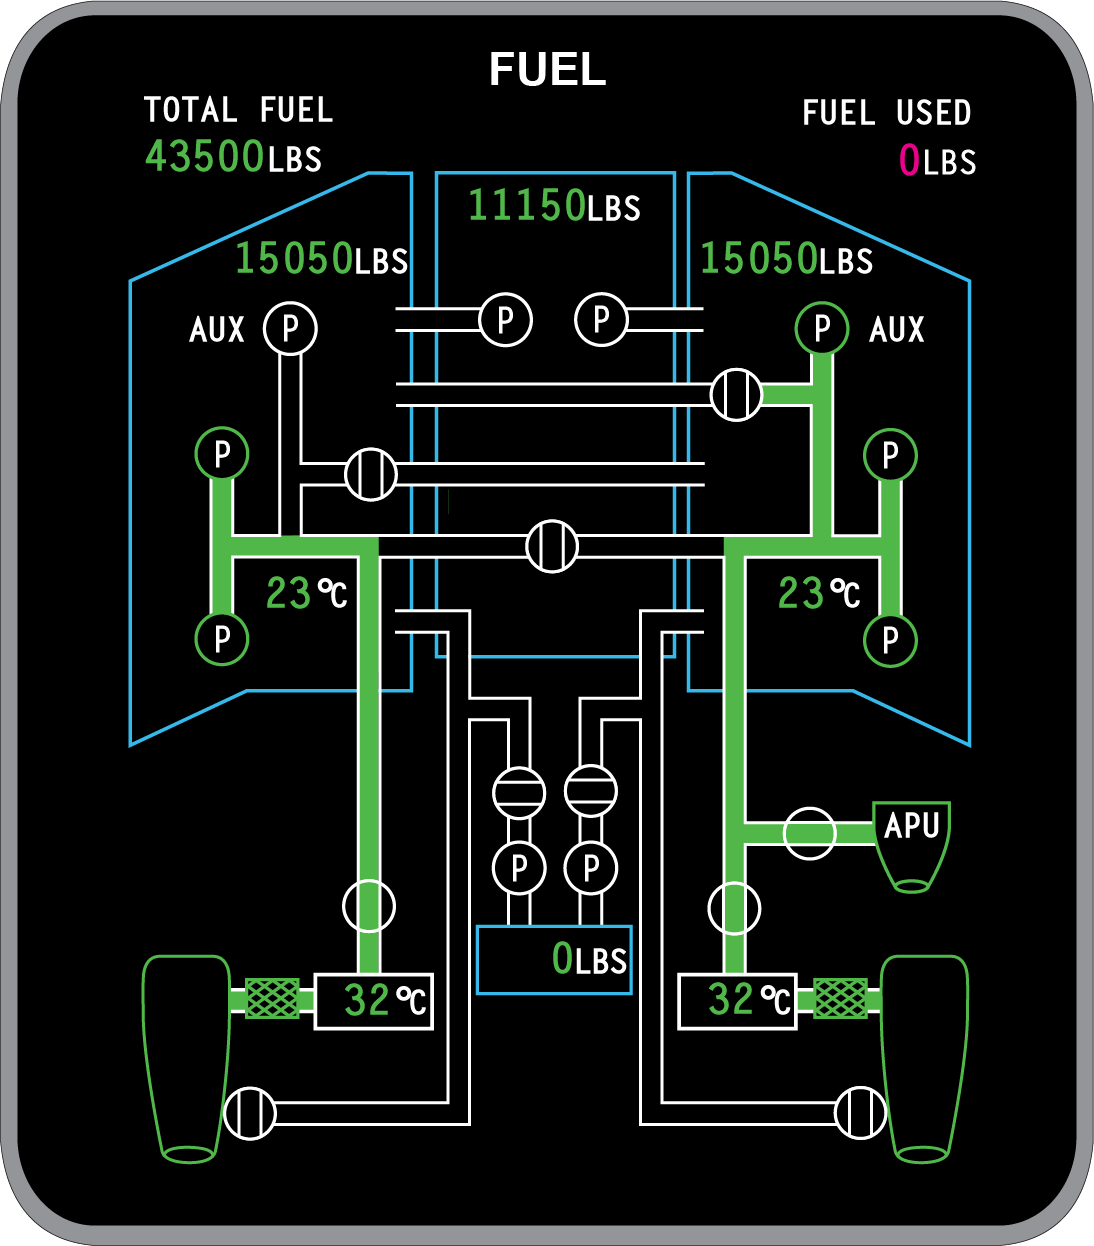 FUEL
TOTAL FUEL
FUEL USED
43500LBS
0LBS
11150LBS
15050LBS
15050LBS
P
P
AUX
P
P
AUX
P
P
23°C
23°C
P
P
APU
P
P
0LBS
32°C
32°C